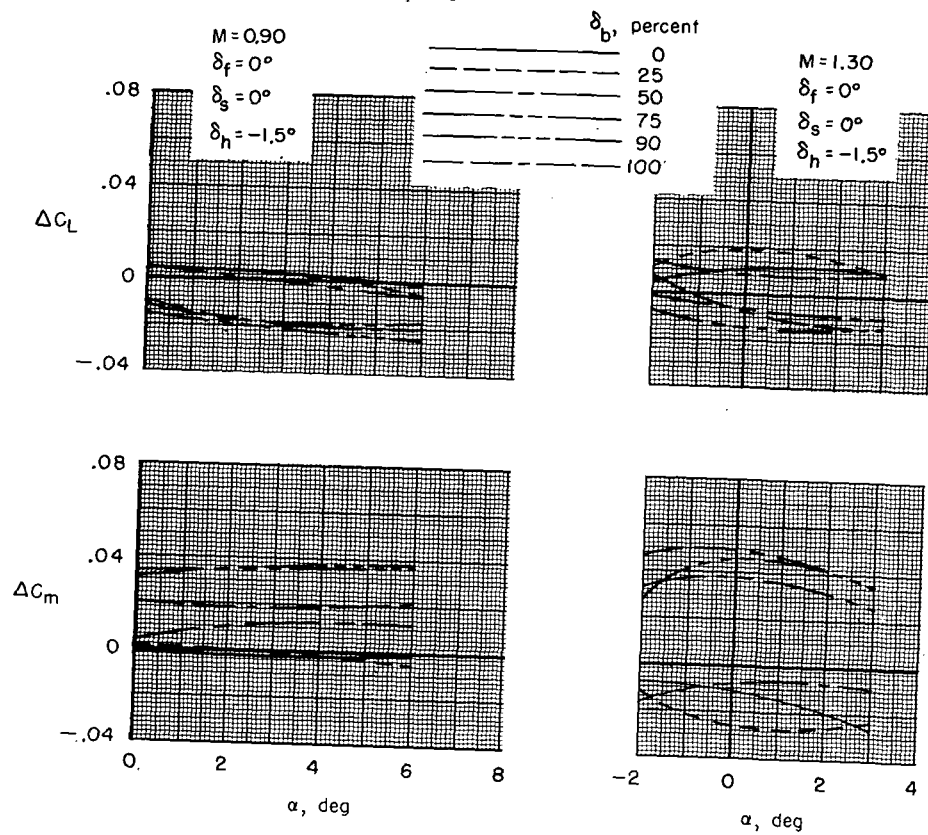 δb, percent
0
25
50
75
90
100
M = 0.90
δf = 0°
δs = 0°
δh = -1.5°
M = 1.30
δf = 0°
δs = 0°
δh = -1.5°
.08
.04
ΔCL
0
-.04
.08
.04
ΔCm
0
-.04
0 2 4 6 8
α, deg
-2 0 2 4
α, deg